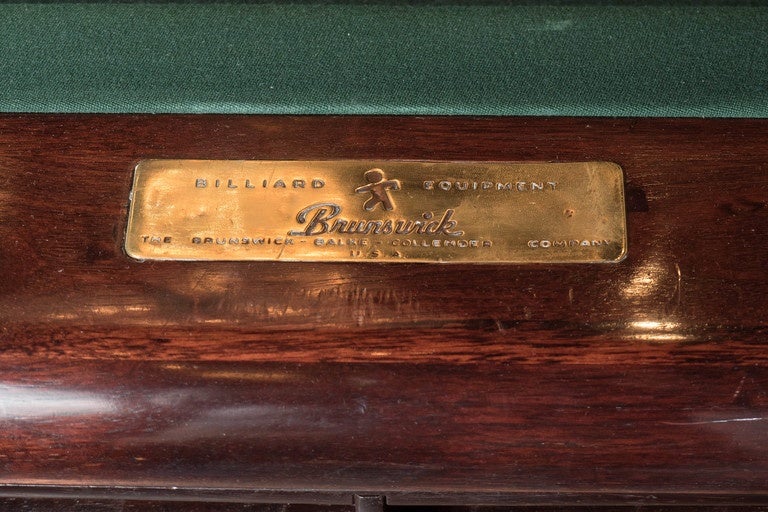 BILLIARD EQUIPMENT
Brunswick
THE BRUNSWICK - BALKE - COLLENDER COMPANY
U.S.A.